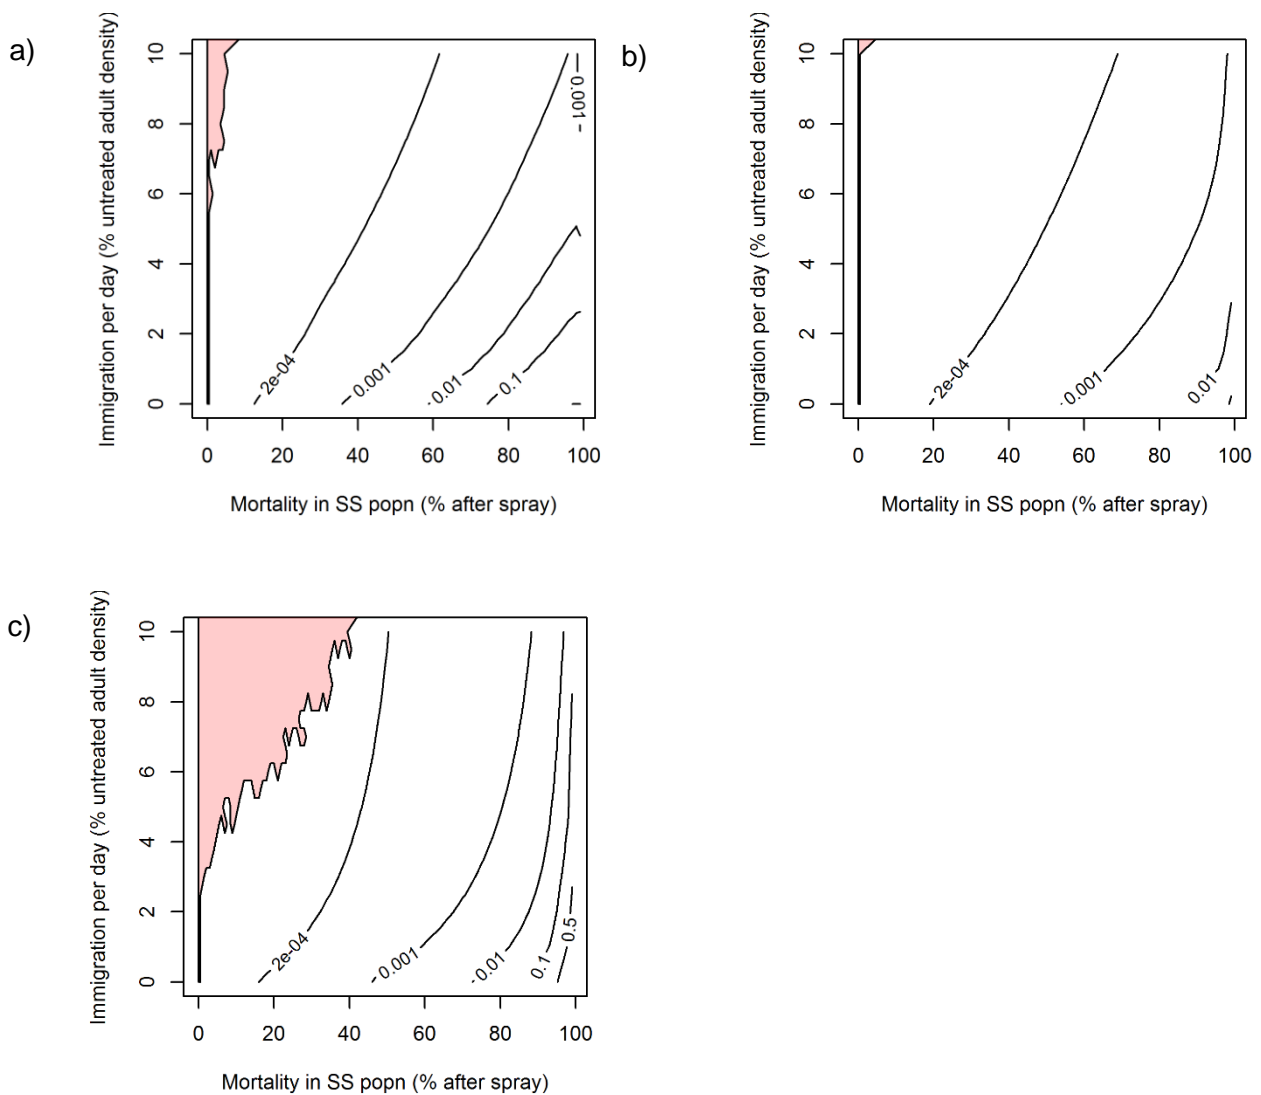 a)
Immigration per day (% untreated adult density)
10
8
6
4
2
0
2e-04
0.001
0.01
0.1
0.001
0 20 40 60 80 100
Mortality in SS popn (% after spray)
b)
Immigration per day (% untreated adult density)
10
8
6
4
2
0
2e-04
0.001
0.01
0 20 40 60 80 100
Mortality in SS popn (% after spray)
c)
Immigration per day (% untreated adult density)
10
8
6
4
2
0
2e-04
0.001
0.01
0.1
0.5
0 20 40 60 80 100
Mortality in SS popn (% after spray)